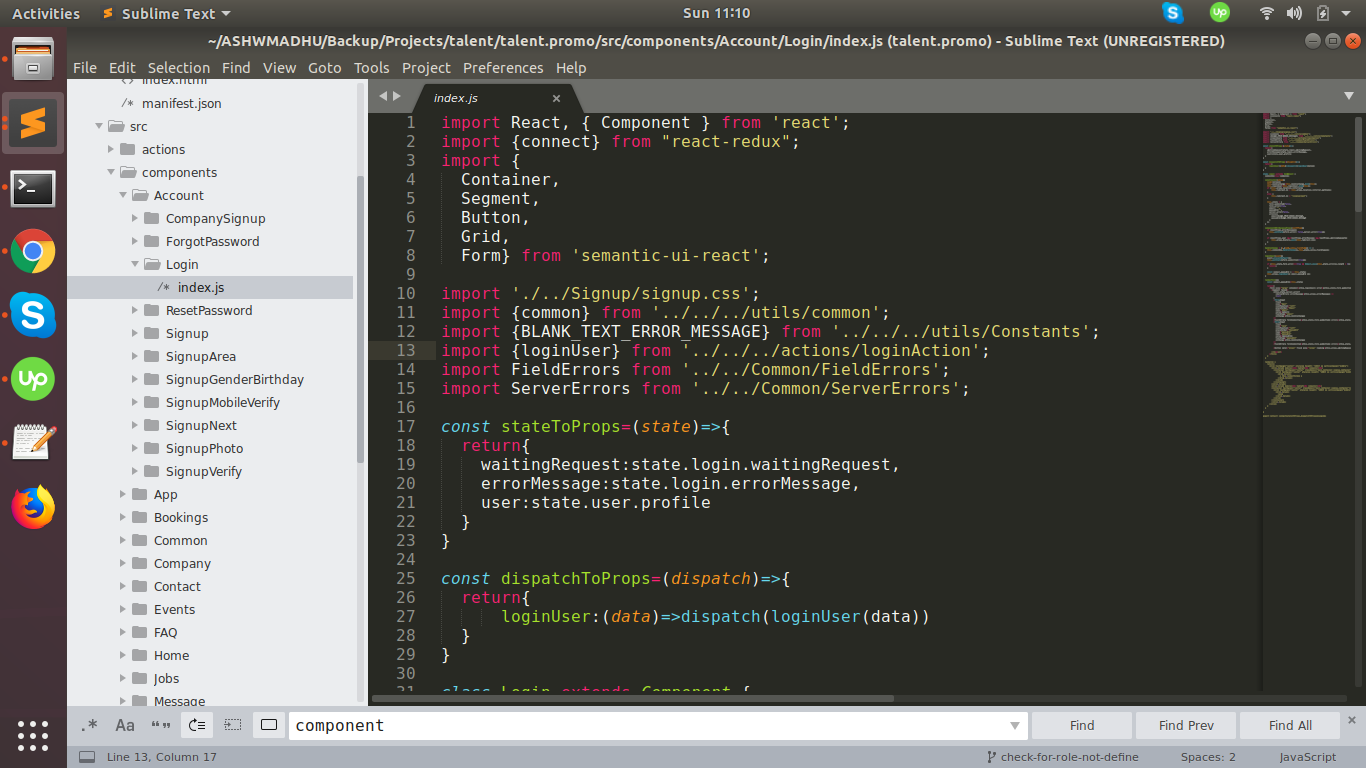 Activities Sublime Text Sun 11:10
~/ASHWMADHU/Backup/Projects/talent/talent.promo/src/components/Account/Login/index.js (talent.promo) - Sublime Text (UNREGISTERED)
File Edit Selection Find View Goto Tools Project Preferences Help
<> index.html
/* manifest.json
src
actions
components
Account
CompanySignup
ForgotPassword
Login
/* index.js
ResetPassword
Signup
SignupArea
SignupGenderBirthday
SignupMobileVerify
SignupNext
SignupPhoto
SignupVerify
App
Bookings
Common
Company
Contact
Events
FAQ
Home
Jobs
Message
index.js
1 import React, { Component } from 'react';
2 import {connect} from "react-redux";
3 import {
4 Container,
5 Segment,
6 Button,
7 Grid,
8 Form} from 'semantic-ui-react';
9
10 import './../Signup/signup.css';
11 import {common} from '../../../utils/common';
12 import {BLANK_TEXT_ERROR_MESSAGE} from '../../../utils/Constants';
13 import {loginUser} from '../../../actions/loginAction';
14 import FieldErrors from '../../Common/FieldErrors';
15 import ServerErrors from '../../Common/ServerErrors';
16
17 const stateToProps=(state)=>{
18 return{
19 waitingRequest:state.login.waitingRequest,
20 errorMessage:state.login.errorMessage,
21 user:state.user.profile
22 }
23 }
24
25 const dispatchToProps=(dispatch)=>{
26 return{
27 loginUser:(data)=>dispatch(loginUser(data))
28 }
29 }
30
31 class Login extends Component {
.* Aa “” component Find Find Prev Find All
Line 13, Column 17 check-for-role-not-define Spaces: 2 JavaScript